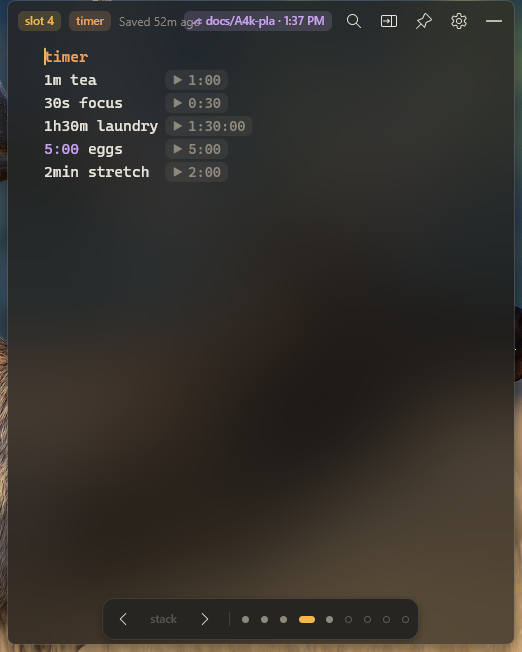 slot 4 timer Saved 52m ago docs/A4k-pla · 1:37 PM
timer
1m tea 1:00
30s focus 0:30
1h30m laundry 1:30:00
5:00 eggs 5:00
2min stretch 2:00
stack